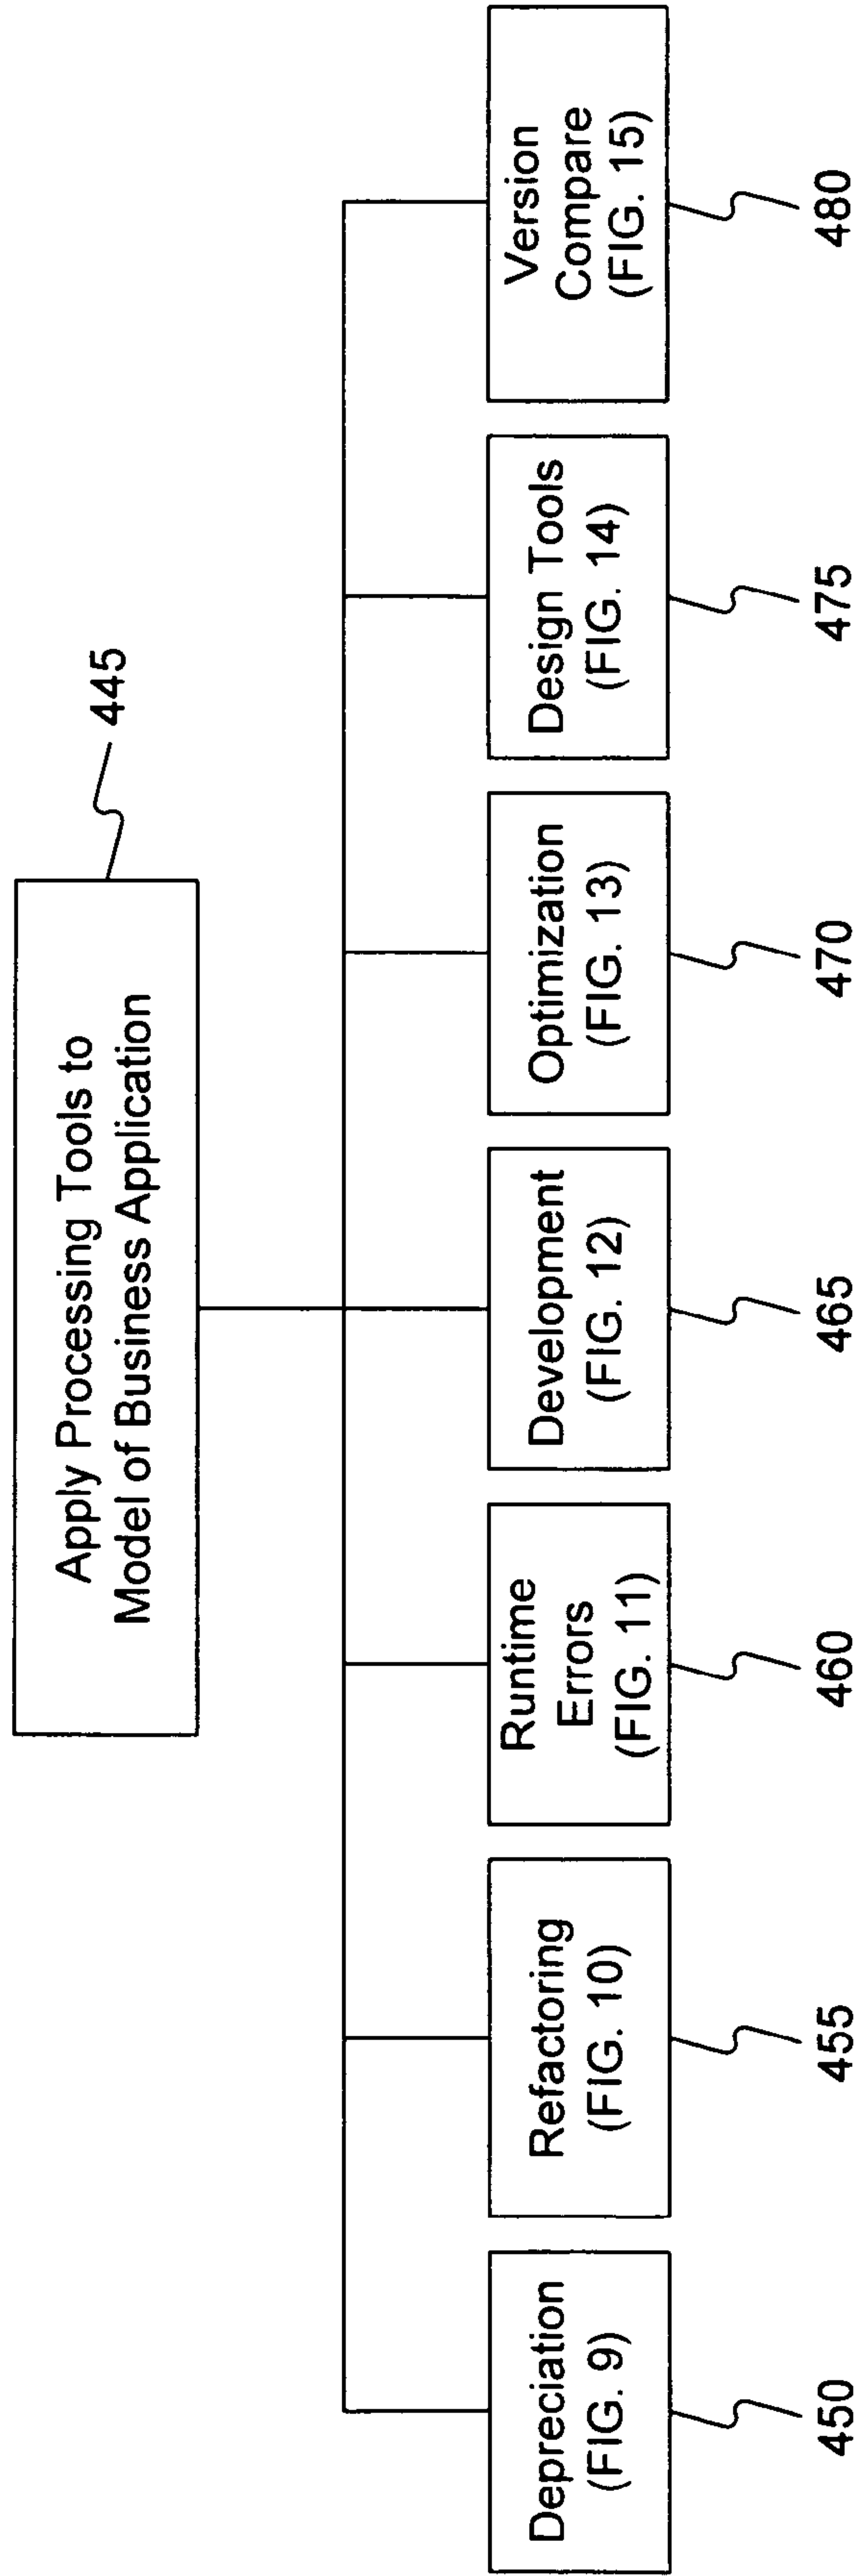 Apply Processing Tools to
Model of Business Application
445
Depreciation
(FIG. 9)
450
Refactoring
(FIG. 10)
455
Runtime
Errors
(FIG. 11)
460
Development
(FIG. 12)
465
Optimization
(FIG. 13)
470
Design Tools
(FIG. 14)
475
Version
Compare
(FIG. 15)
480